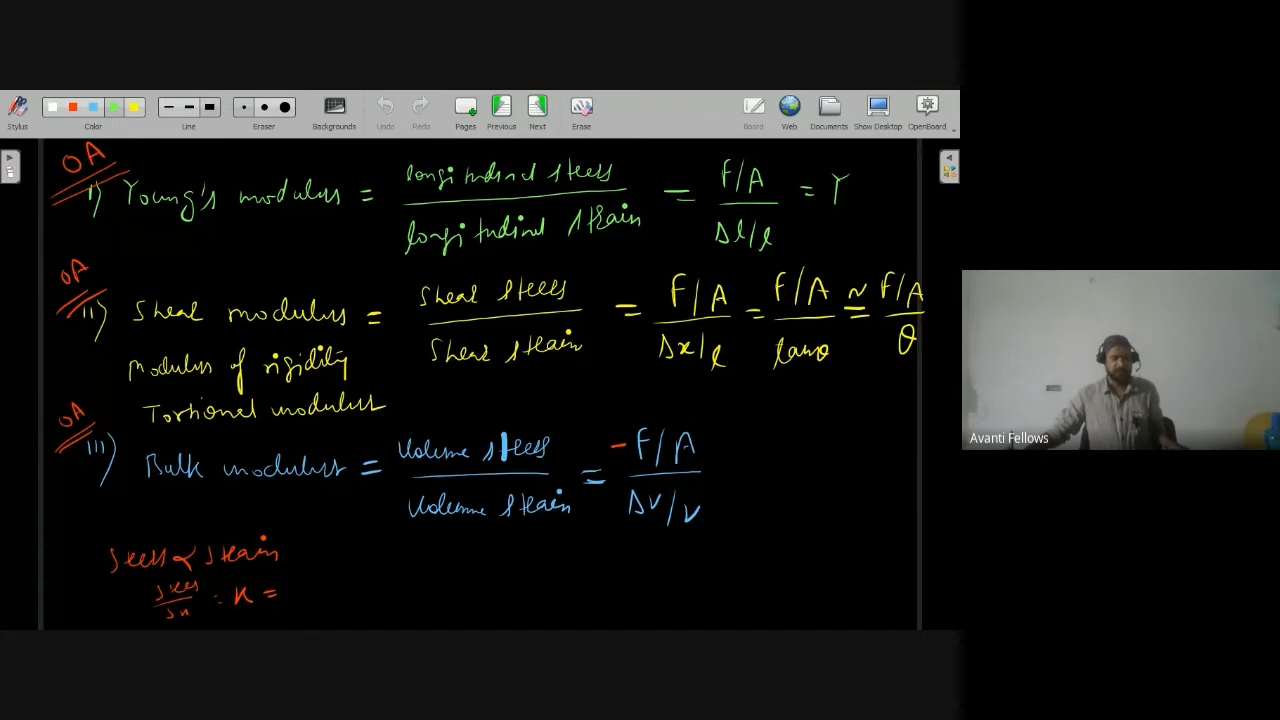 Stylus Color Line Eraser Backgrounds Undo Redo Pages Previous Next Erase Board Web Documents Show Desktop OpenBoard
OA
i) Young's modulus = longitudinal stress / longitudinal strain = F/A / Δl/l = Y
OA
ii) Shear modulus = Shear stress / Shear strain = F/A / Δx/l = F/A / tanθ ≅ F/A / θ
Modulus of rigidity
Tortional modulus
OA
iii) Bulk modulus = Volume stress / Volume strain = -F/A / ΔV/V
Stress ∝ strain
= K =
Avanti Fellows